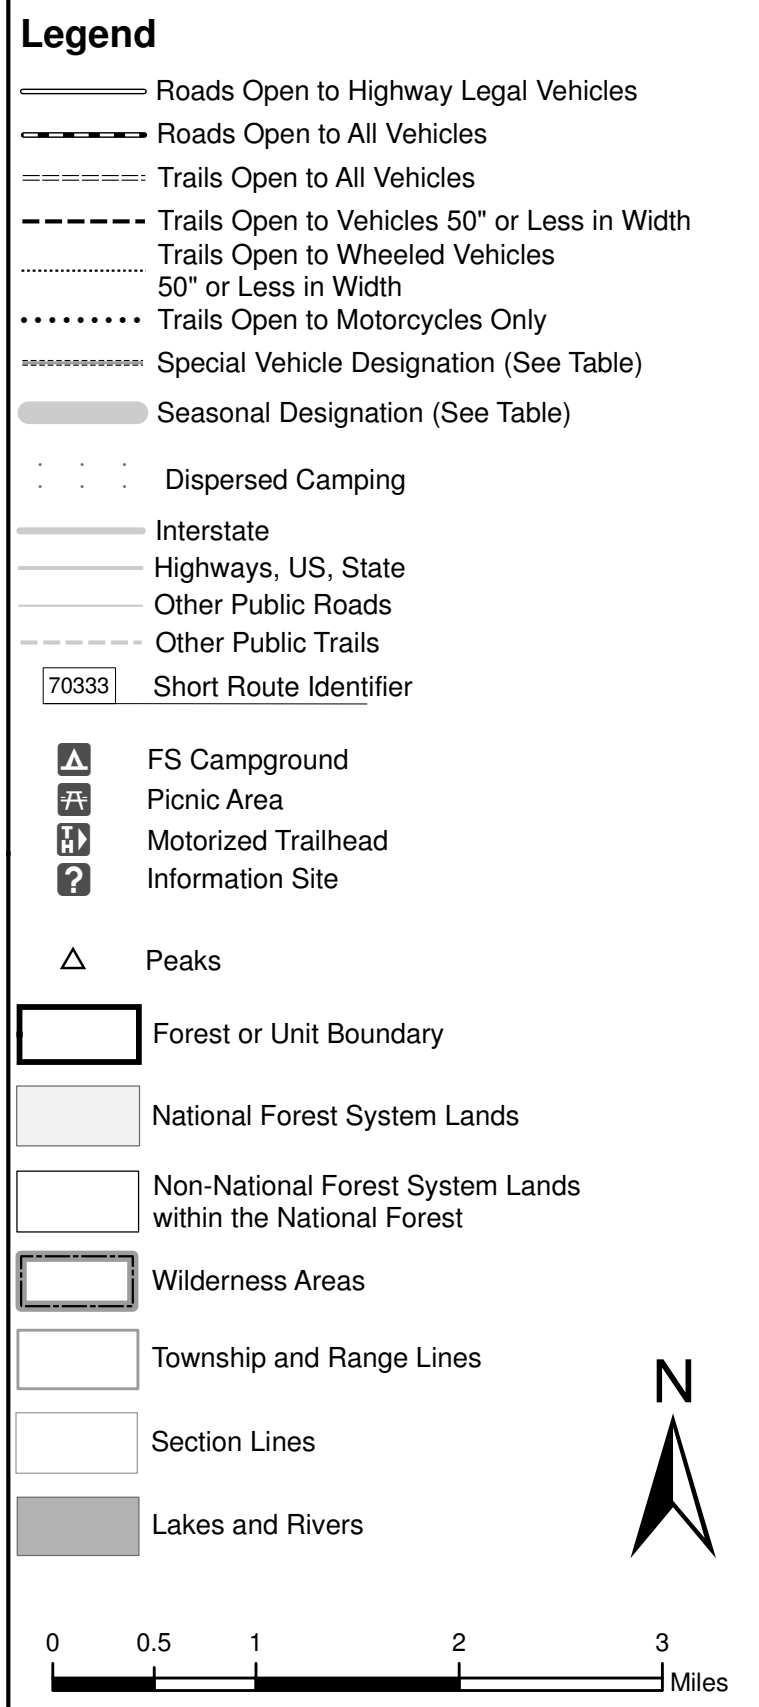 Legend
Roads Open to Highway Legal Vehicles
Roads Open to All Vehicles
Trails Open to All Vehicles
Trails Open to Vehicles 50" or Less in Width
Trails Open to Wheeled Vehicles
50" or Less in Width
Trails Open to Motorcycles Only
Special Vehicle Designation (See Table)
Seasonal Designation (See Table)
Dispersed Camping
Interstate
Highways, US, State
Other Public Roads
Other Public Trails
70333 Short Route Identifier
FS Campground
Picnic Area
TH Motorized Trailhead
? Information Site
Peaks
Forest or Unit Boundary
National Forest System Lands
Non-National Forest System Lands
within the National Forest
Wilderness Areas
Township and Range Lines
N
Section Lines
Lakes and Rivers
0 0.5 1 2 3
Miles